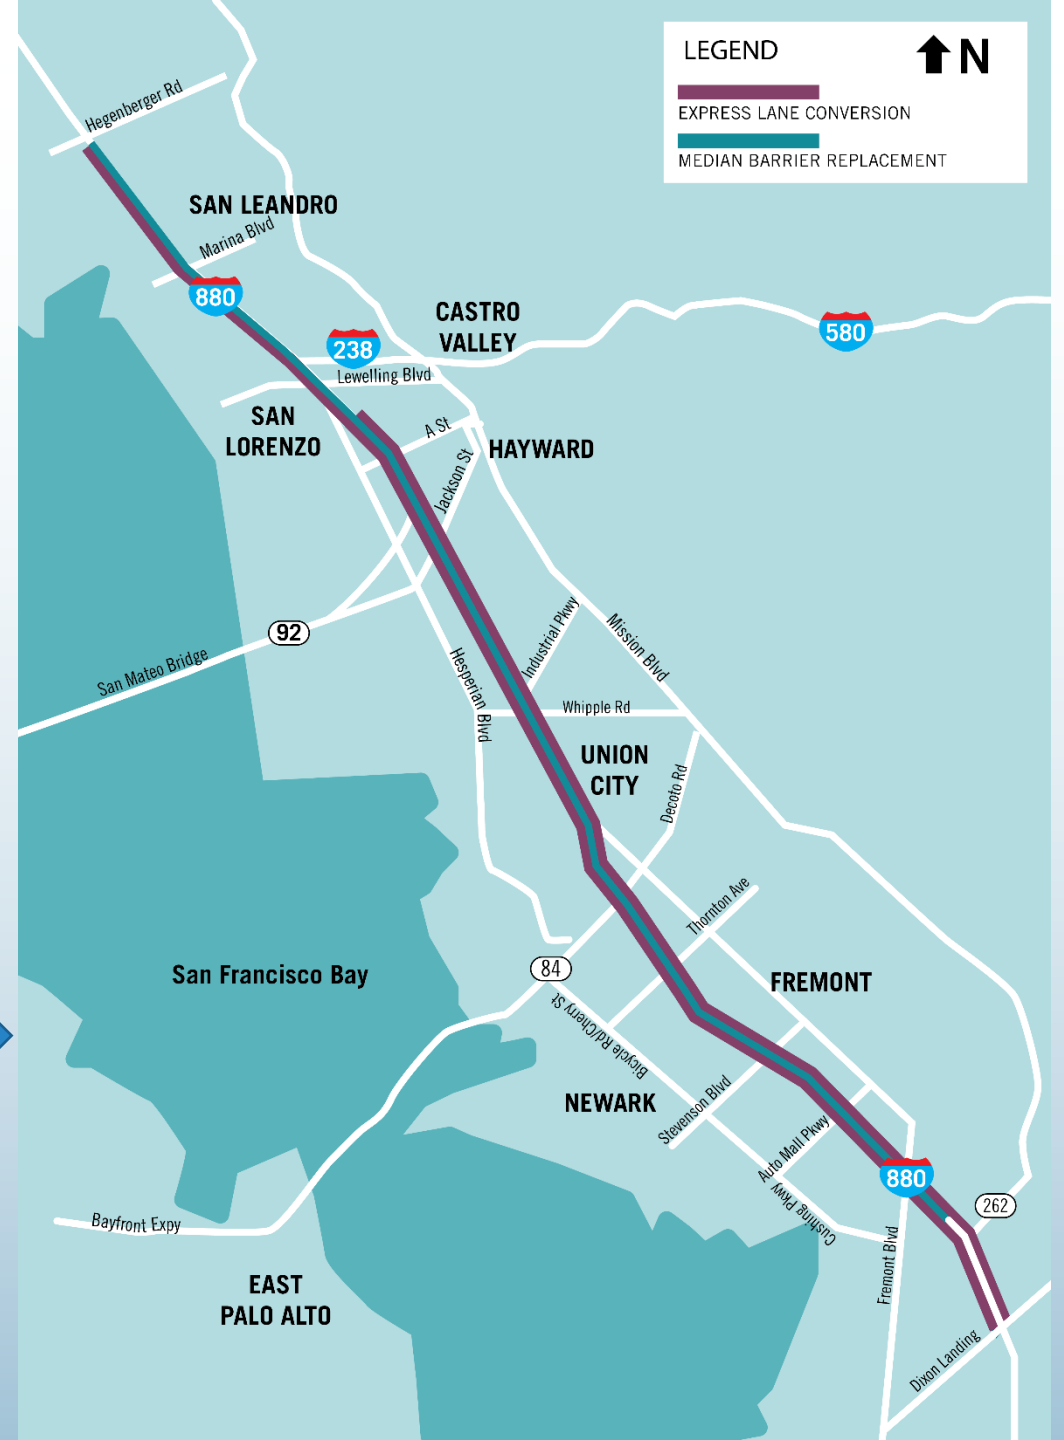 LEGEND
N
EXPRESS LANE CONVERSION
MEDIAN BARRIER REPLACEMENT
Hegenberger Rd
SAN LEANDRO
Marina Blvd
880
CASTRO
VALLEY
580
238
Lewelling Blvd
SAN
LORENZO
A St
HAYWARD
Jackson St
92
San Mateo Bridge
Industrial Pkwy
Mission Blvd
Hesperian Blvd
Whipple Rd
UNION
CITY
Decoto Rd
Thornton Ave
84
San Francisco Bay
FREMONT
Bicycle Rd/Cherry St
NEWARK
Stevenson Blvd
Auto Mall Pkwy
880
Cushing Pkwy
262
Bayfront Expy
Fremont Blvd
EAST
PALO ALTO
Dixon Landing